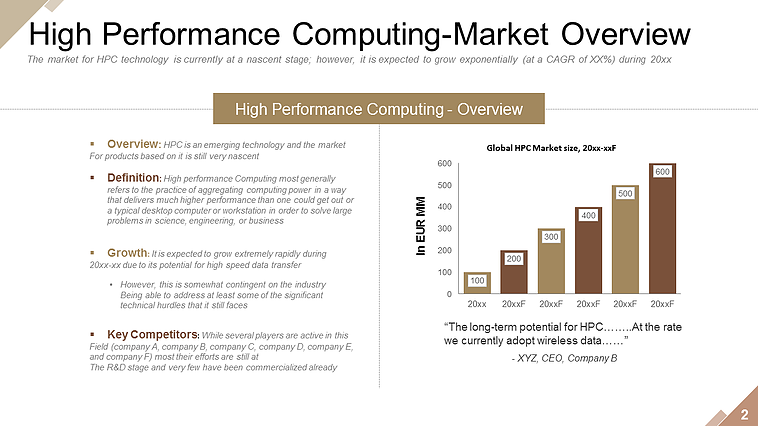 High Performance Computing-Market Overview
The market for HPC technology is currently at a nascent stage; however, it is expected to grow exponentially (at a CAGR of XX%) during 20xx
High Performance Computing - Overview
▪ Overview: HPC is an emerging technology and the market
For products based on it is still very nascent
▪ Definition: High performance Computing most generally
refers to the practice of aggregating computing power in a way
that delivers much higher performance than one could get out or
a typical desktop computer or workstation in order to solve large
problems in science, engineering, or business
▪ Growth: It is expected to grow extremely rapidly during
20xx-xx due to its potential for high speed data transfer
• However, this is somewhat contingent on the industry
Being able to address at least some of the significant
technical hurdles that it still faces
▪ Key Competitors: While several players are active in this
Field (company A, company B, company C, company D, company E,
and company F) most their efforts are still at
The R&D stage and very few have been commercialized already
Global HPC Market size, 20xx-xxF
In EUR MM
600
500
400
300
200
100
0
100
200
300
400
500
600
20xx 20xxF 20xxF 20xxF 20xxF 20xxF
“The long-term potential for HPC……..At the rate
we currently adopt wireless data……”
- XYZ, CEO, Company B
2